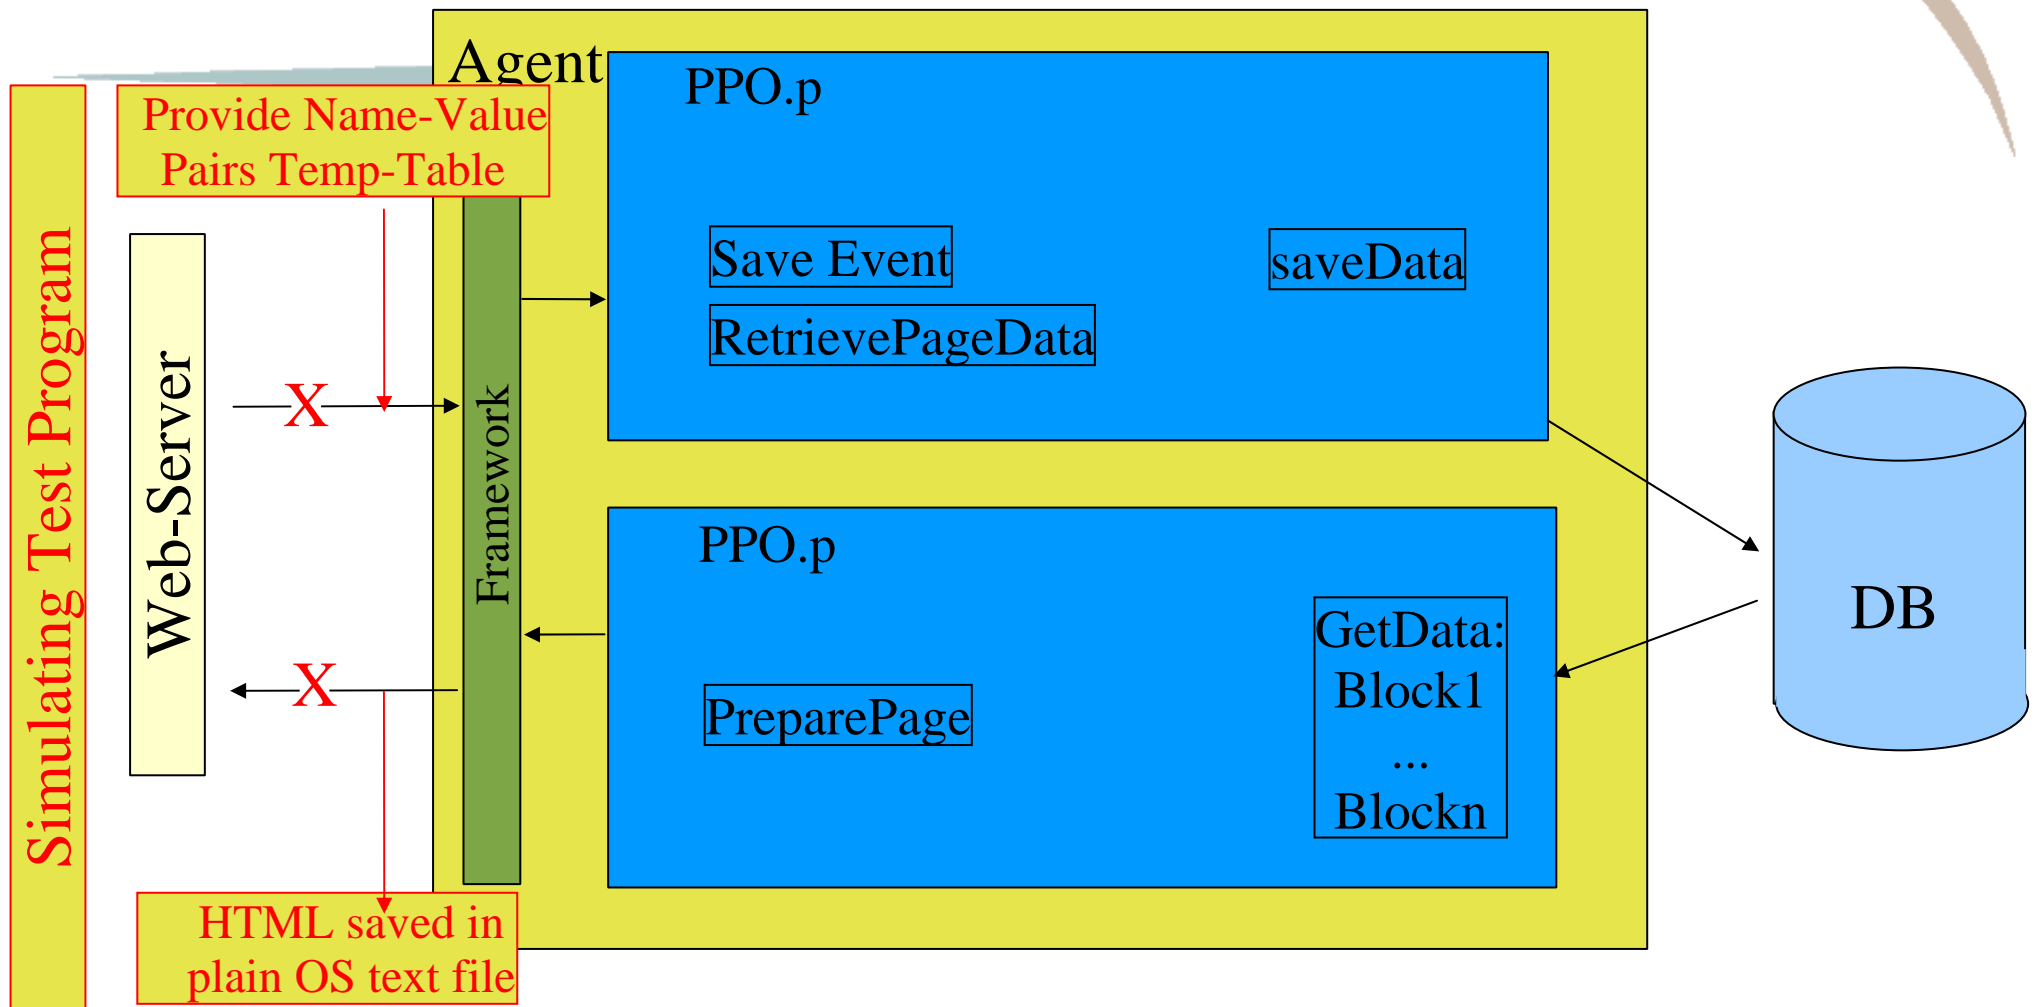 Agent
PPO.p
Provide Name-Value
Pairs Temp-Table
Save Event
saveData
RetrievePageData
Simulating Test Program
Web-Server
X
Framework
PPO.p
DB
GetData:
Block1
...
Blockn
X
PreparePage
HTML saved in
plain OS text file